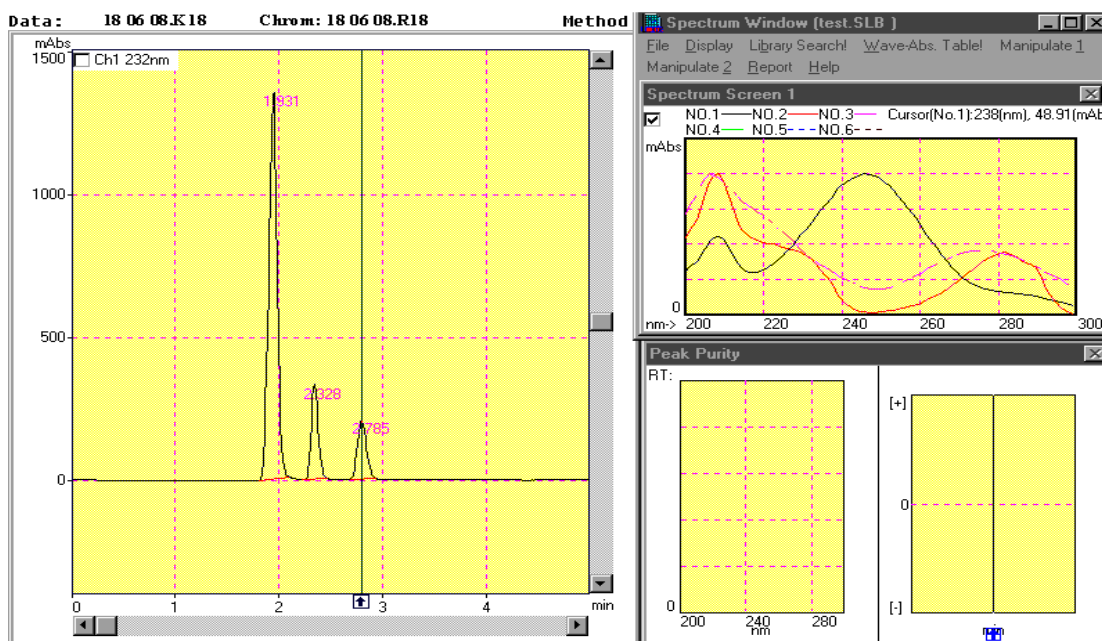 Data: 18 06 08.K18 Chrom: 18 06 08.R18 Method
mAbs
Ch1 232nm
1500
1.931
1000
500
2.328
2.785
0
0 1 2 3 4 min
Spectrum Window (test.SLB )
File Display Library Search! Wave-Abs. Table! Manipulate 1
Manipulate 2 Report Help
Spectrum Screen 1
NO.1 NO.2 NO.3 Cursor(No.1):238(nm), 48.91(mAb
NO.4 NO.5 NO.6
mAbs
0
nm-> 200 220 240 260 280 300
Peak Purity
RT:
0
200 240 280
nm
[+]
0
[-]
min